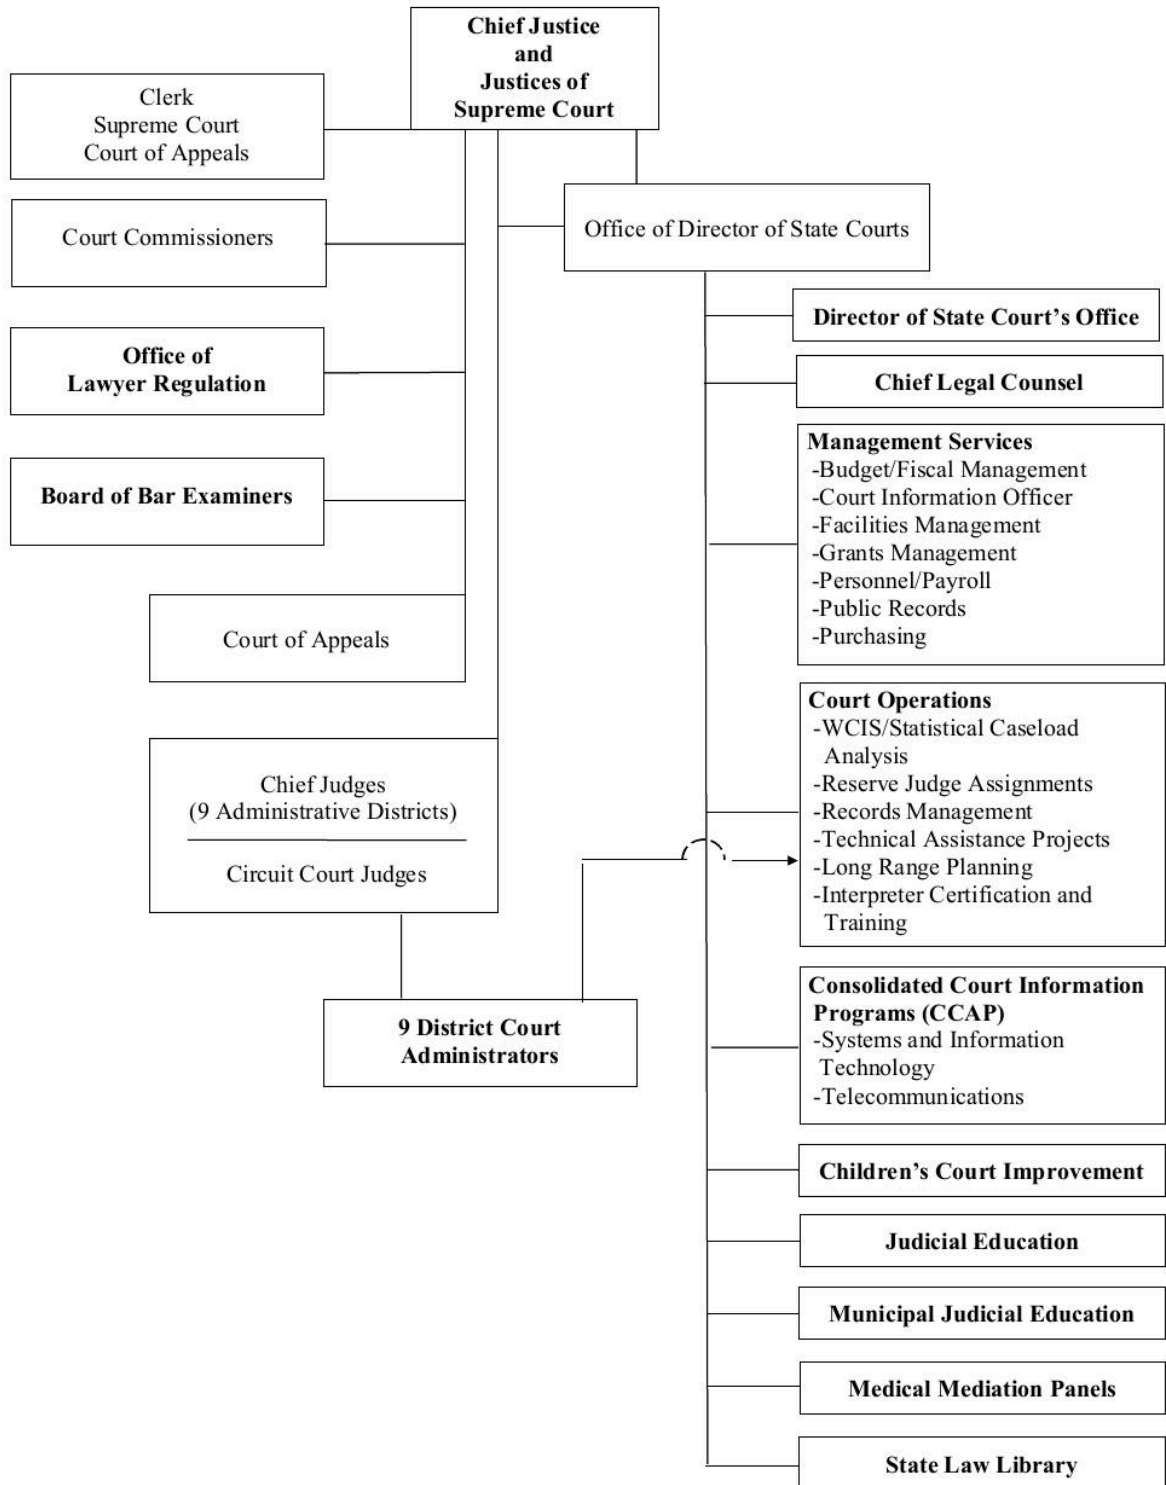 Chief Justice
and
Justices of
Supreme Court
Clerk
Supreme Court
Court of Appeals
Court Commissioners
Office of
Lawyer Regulation
Board of Bar Examiners
Court of Appeals
Chief Judges
(9 Administrative Districts)
Circuit Court Judges
9 District Court
Administrators
Office of Director of State Courts
Director of State Court’s Office
Chief Legal Counsel
Management Services
-Budget/Fiscal Management
-Court Information Officer
-Facilities Management
-Grants Management
-Personnel/Payroll
-Public Records
-Purchasing
Court Operations
-WCIS/Statistical Caseload
Analysis
-Reserve Judge Assignments
-Records Management
-Technical Assistance Projects
-Long Range Planning
-Interpreter Certification and
Training
Consolidated Court Information
Programs (CCAP)
-Systems and Information
Technology
-Telecommunications
Children’s Court Improvement
Judicial Education
Municipal Judicial Education
Medical Mediation Panels
State Law Library